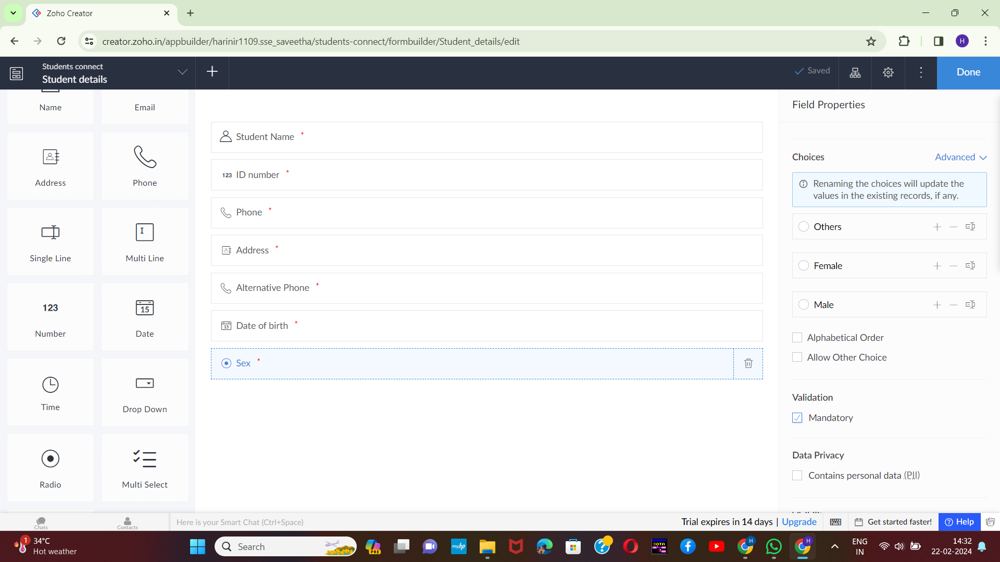 Zoho Creator
creator.zoho.in/appbuilder/harinir1109.sse_saveetha/students-connect/formbuilder/Student_details/edit
H
Students connect
Student details
Saved
Done
Name
Email
Address
Phone
Single Line
Multi Line
123
Number
15
Date
Time
Drop Down
Radio
Multi Select
Student Name *
123 ID number *
Phone *
Address *
Alternative Phone *
15 Date of birth *
Sex *
Field Properties
Choices
Advanced
Renaming the choices will update the
values in the existing records, if any.
Others
Female
Male
Alphabetical Order
Allow Other Choice
Validation
Mandatory
Data Privacy
Contains personal data (PII)
Chats
Contacts
Here is your Smart Chat (Ctrl+Space)
Trial expires in 14 days | Upgrade
Get started faster!
Help
1
34°C
Hot weather
Search
PRE
myhp
DATA
H
H
ENG
IN
14:32
22-02-2024